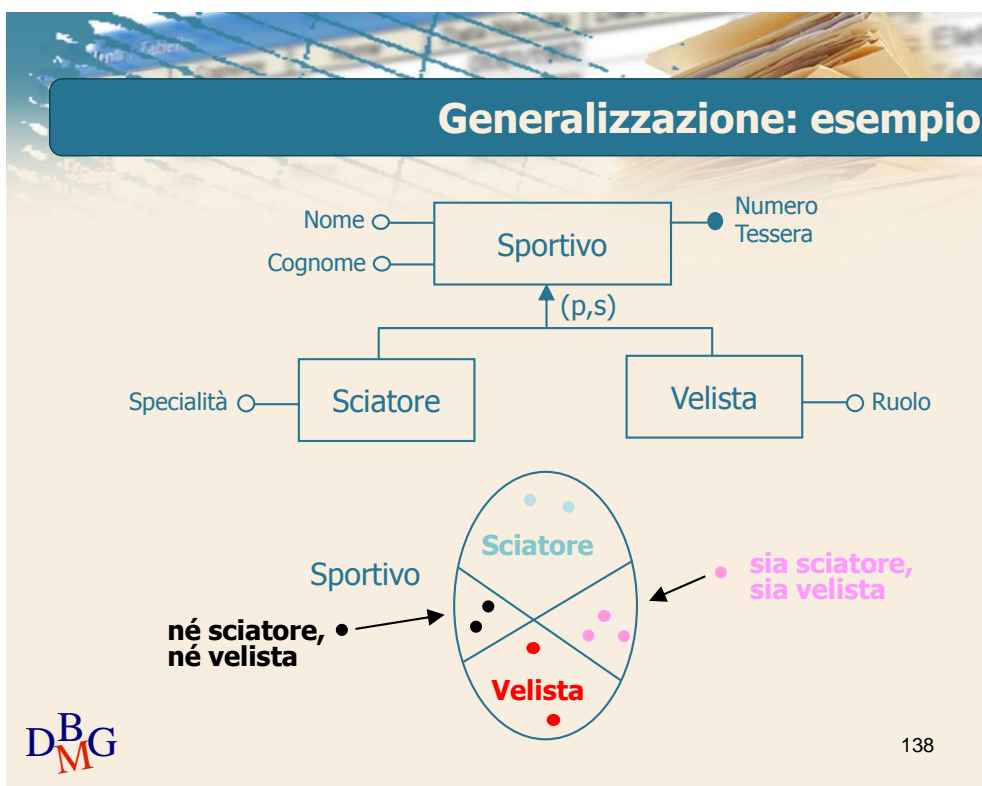 Generalizzazione: esempio
Nome
Numero
Tessera
Sportivo
Cognome
(p,s)
Specialità
Sciatore
Velista
Ruolo
Sciatore
Sportivo
sia sciatore,
sia velista
né sciatore,
né velista
Velista
DBMG
138